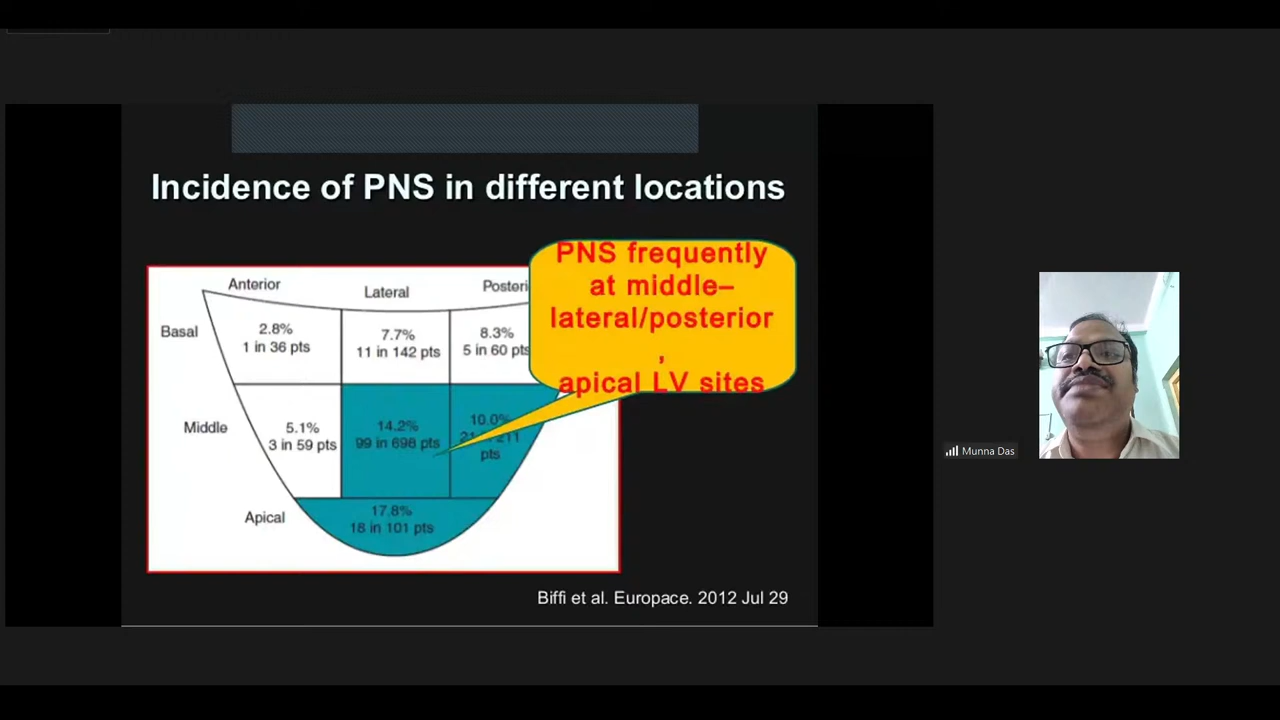 Incidence of PNS in different locations
PNS frequently
at middle–
lateral/posterior
,
apical LV sites
Anterior
Lateral
Basal
2.8%
1 in 36 pts
7.7%
11 in 142 pts
8.3%
5 in 60 pts
Middle
5.1%
3 in 59 pts
14.2%
99 in 698 pts
10.0%
211
pts
Apical
17.8%
18 in 101 pts
Biffi et al. Europace. 2012 Jul 29
Munna Das